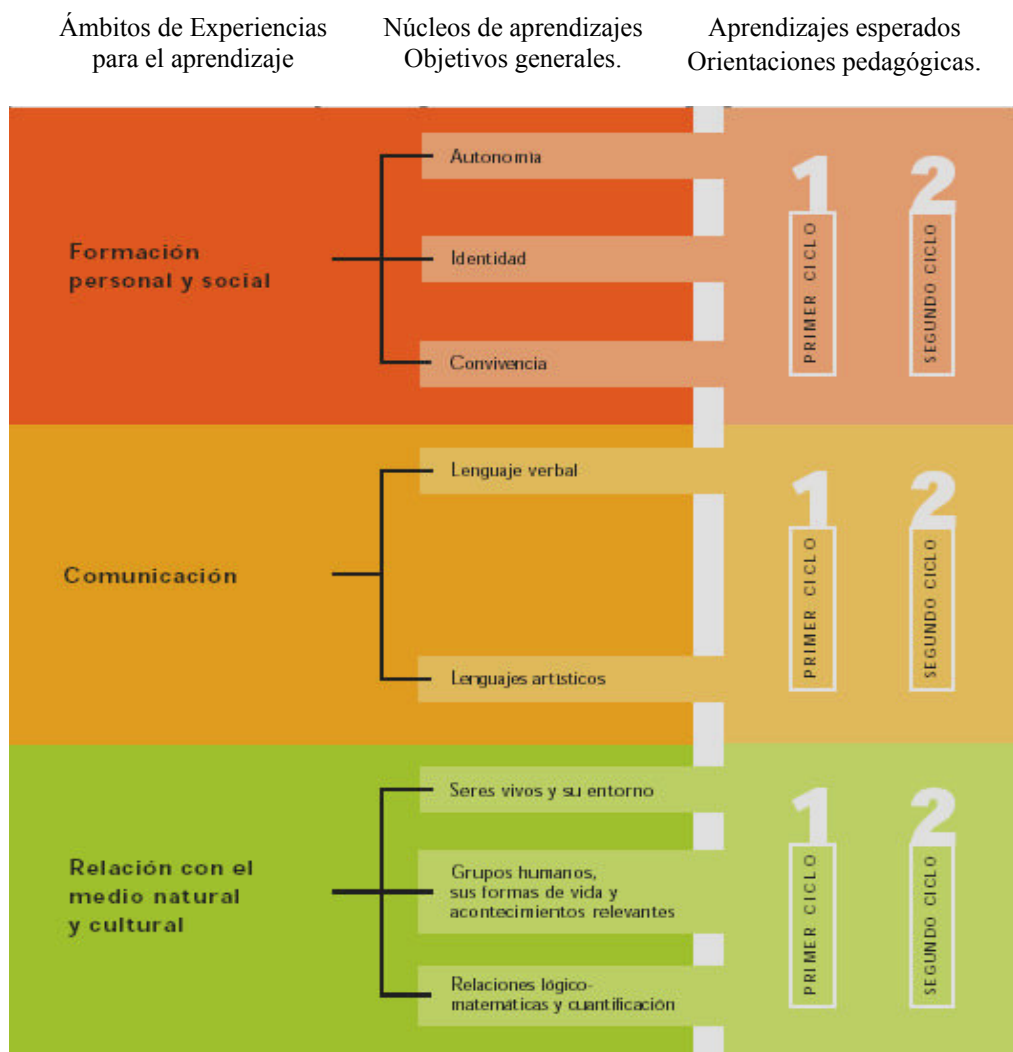 Ámbitos de Experiencias
para el aprendizaje
Núcleos de aprendizajes
Objetivos generales.
Aprendizajes esperados
Orientaciones pedagógicas.
Formación
personal y social
Autonomía
Identidad
Convivencia
1
PRIMER CICLO
2
SEGUNDO CICLO
Comunicación
Lenguaje verbal
Lenguajes artísticos
1
PRIMER CICLO
2
SEGUNDO CICLO
Relación con el
medio natural
y cultural
Seres vivos y su entorno
Grupos humanos,
sus formas de vida y
acontecimientos relevantes
Relaciones lógico-
matemáticas y cuantificación
1
PRIMER CICLO
2
SEGUNDO CICLO